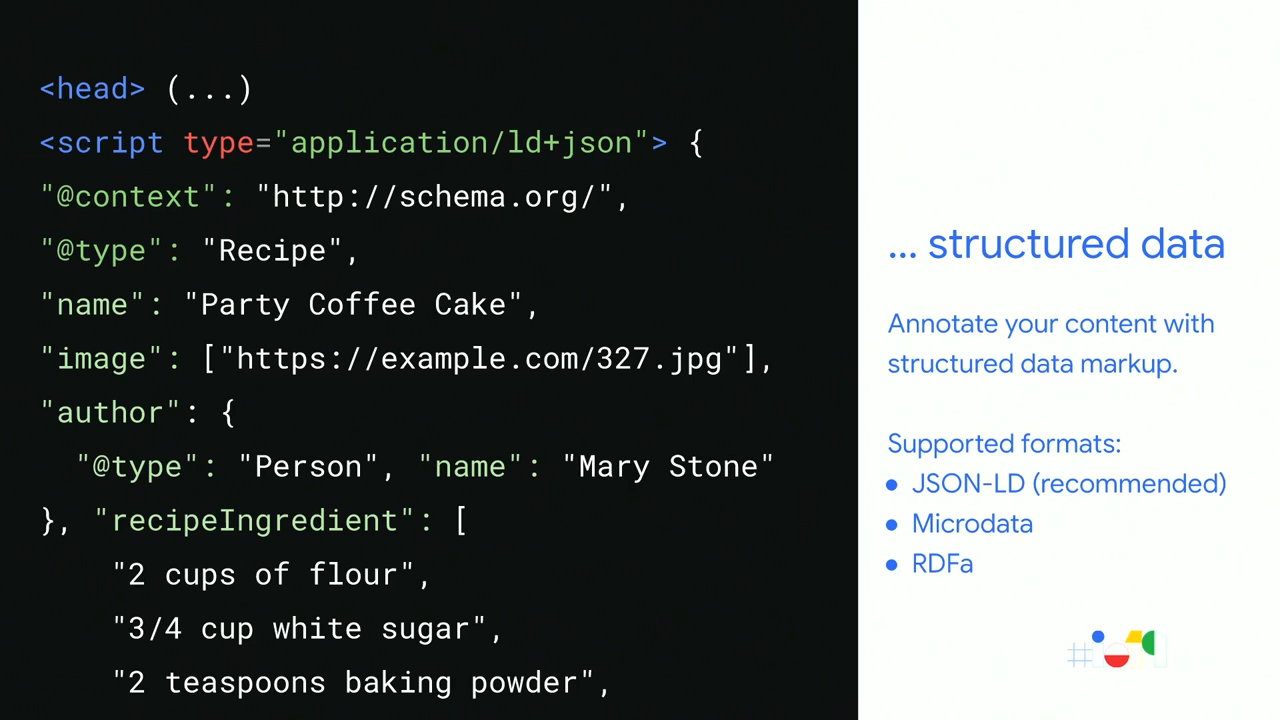 <head> (...)
<script type="application/ld+json"> {
"@context": "http://schema.org/",
"@type": "Recipe",
"name": "Party Coffee Cake",
"image": ["https://example.com/327.jpg"],
"author": {
"@type": "Person", "name": "Mary Stone"
}, "recipeIngredient": [
"2 cups of flour",
"3/4 cup white sugar",
"2 teaspoons baking powder",
... structured data
Annotate your content with
structured data markup.
Supported formats:
● JSON-LD (recommended)
● Microdata
● RDFa